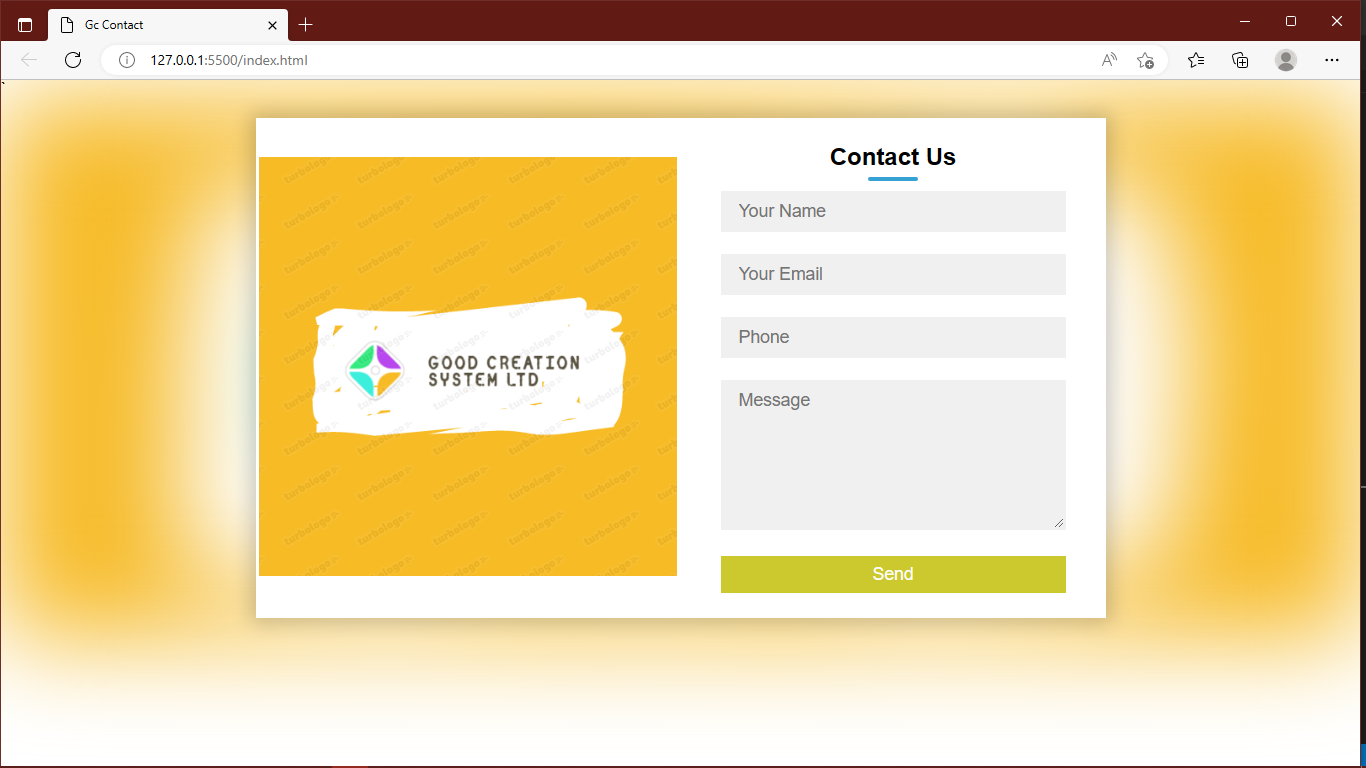 Gc Contact
127.0.0.1:5500/index.html
`
Contact Us
GOOD CREATION
SYSTEM LTD.
Your Name
Your Email
Phone
Message
Send
turbologo